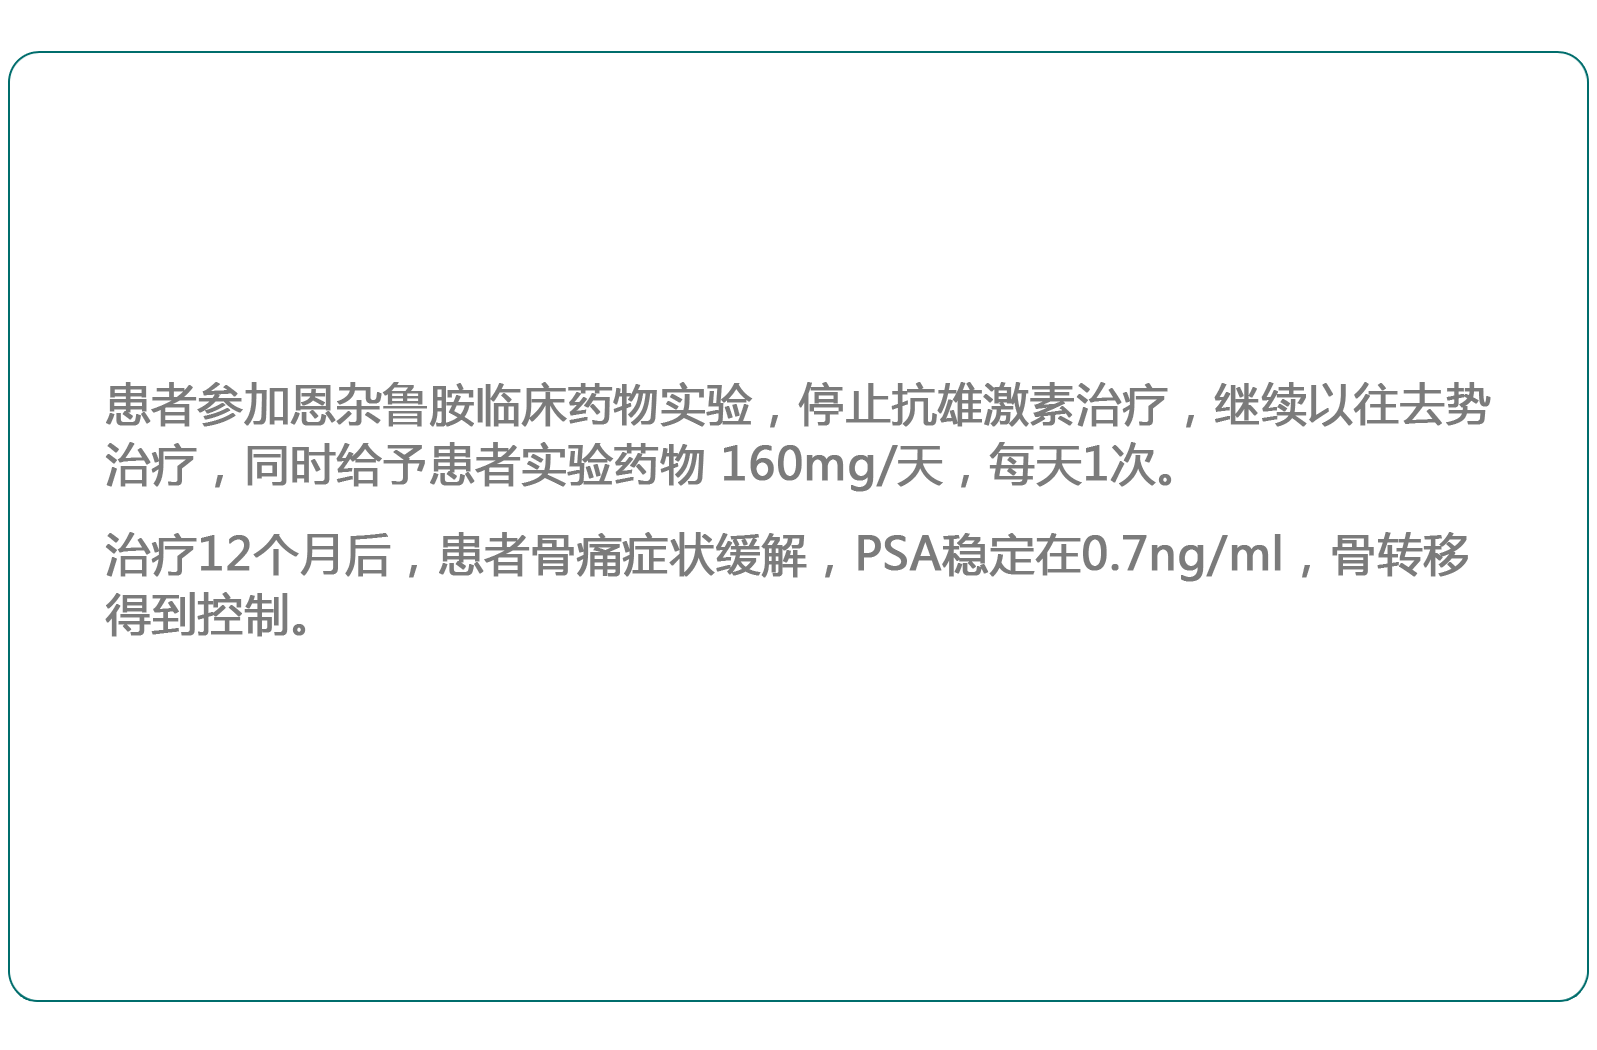 患者参加恩杂鲁胺临床药物实验，停止抗雄激素治疗，继续以往去势
治疗，同时给予患者实验药物 160mg/天，每天1次。
治疗12个月后，患者骨痛症状缓解，PSA稳定在0.7ng/ml，骨转移
得到控制。